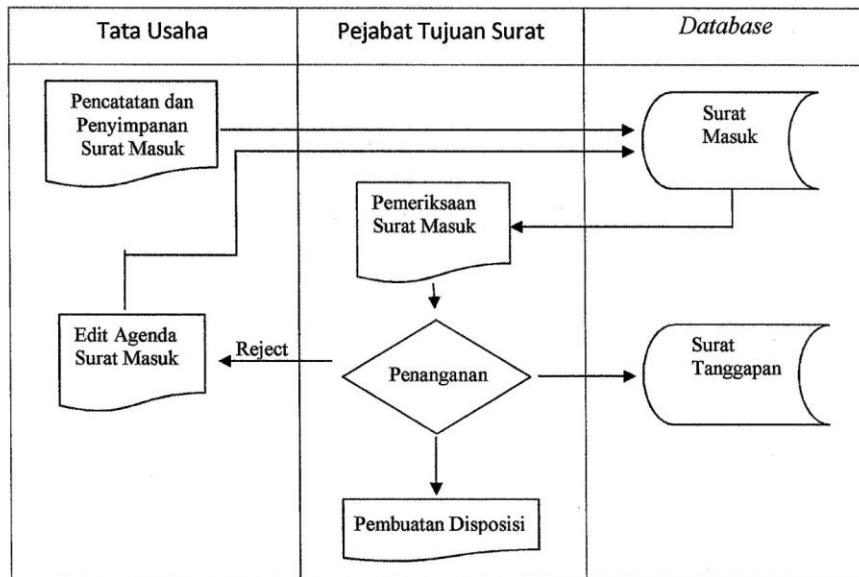 Tata Usaha
Pejabat Tujuan Surat
Database
Pencatatan dan
Penyimpanan
Surat Masuk
Surat
Masuk
Pemeriksaan
Surat Masuk
Edit Agenda
Surat Masuk
Reject
Penanganan
Surat
Tanggapan
Pembuatan Disposisi